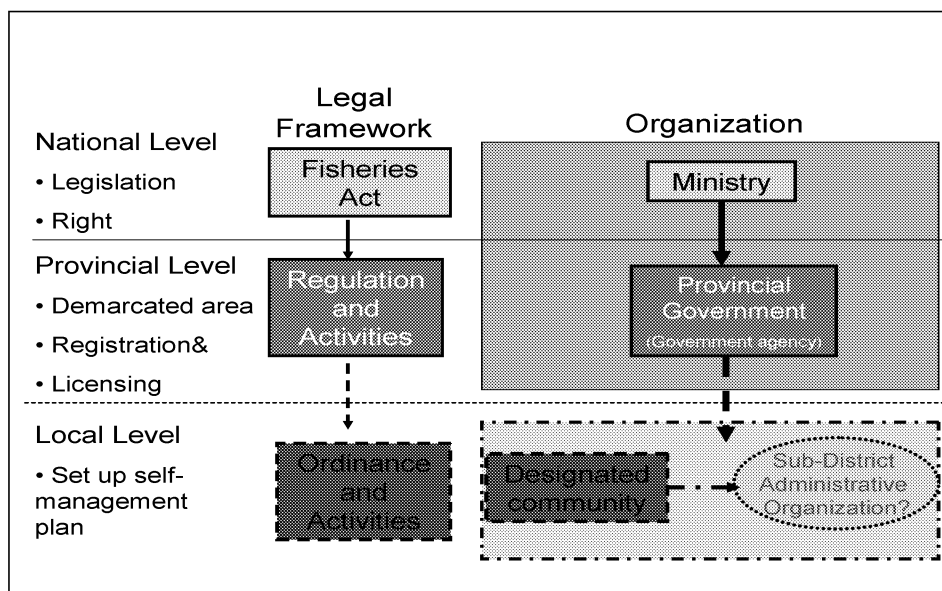 Legal
Framework
Organization
National Level
• Legislation
• Right
Fisheries
Act
Ministry
Provincial Level
• Demarcated area
• Registration&
• Licensing
Regulation
and
Activities
Provincial
Government
(Government agency)
Local Level
• Set up self-
management
plan
Ordinance
and
Activities
Designated
community
Sub-District
Administrative
Organization?